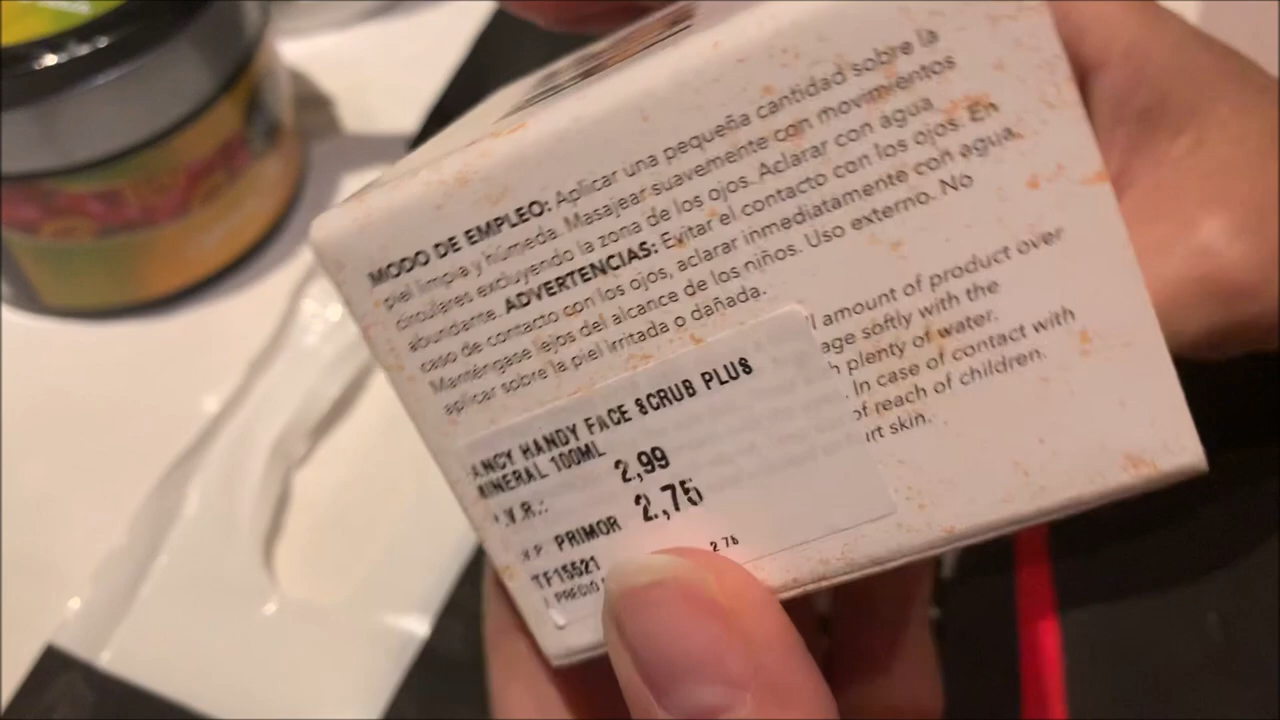 MODO DE EMPLEO: Aplicar una pequeña cantidad sobre la
piel limpia y húmeda. Masajear suavemente con movimientos
circulares excluyendo la zona de los ojos. Aclarar con agua
abundante. ADVERTENCIAS: Evitar el contacto con los ojos. En
caso de contacto con los ojos, aclarar inmediatamente con agua.
Manténgase lejos del alcance de los niños. Uso externo. No
aplicar sobre la piel irritada o dañada.
amount of product over
age softly with the
plenty of water.
. In case of contact with
of reach of children.
skin.
ANCY HANDY FACE SCRUB PLUS
MINERAL 100ML
.V.R.: 2,99
PRIMOR 2,75
TF15521
PRECIO